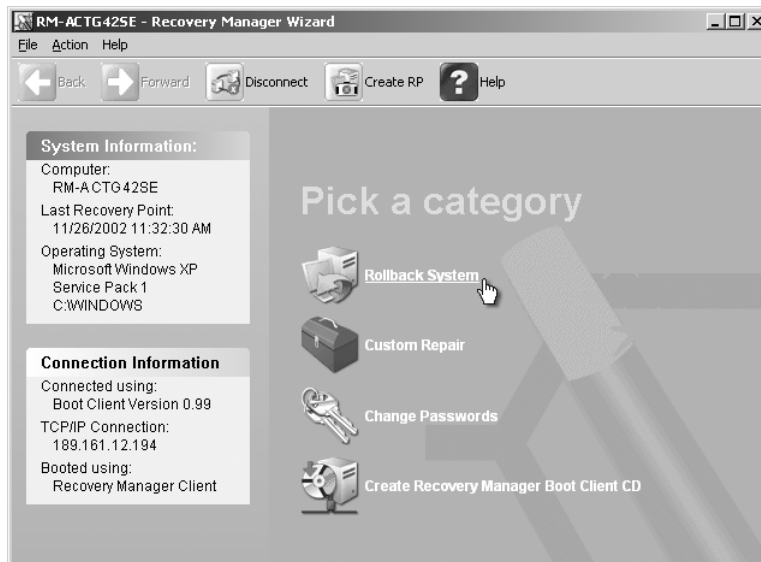 RM-ACTG42SE - Recovery Manager Wizard
File Action Help
Back Forward Disconnect Create RP ? Help
System Information:
Computer:
RM-ACTG42SE
Last Recovery Point:
11/26/2002 11:32:30 AM
Operating System:
Microsoft Windows XP
Service Pack 1
C:\WINDOWS
Connection Information
Connected using:
Boot Client Version 0.99
TCP/IP Connection:
189.161.12.194
Booted using:
Recovery Manager Client
Pick a category
Rollback System
Custom Repair
Change Passwords
Create Recovery Manager Boot Client CD